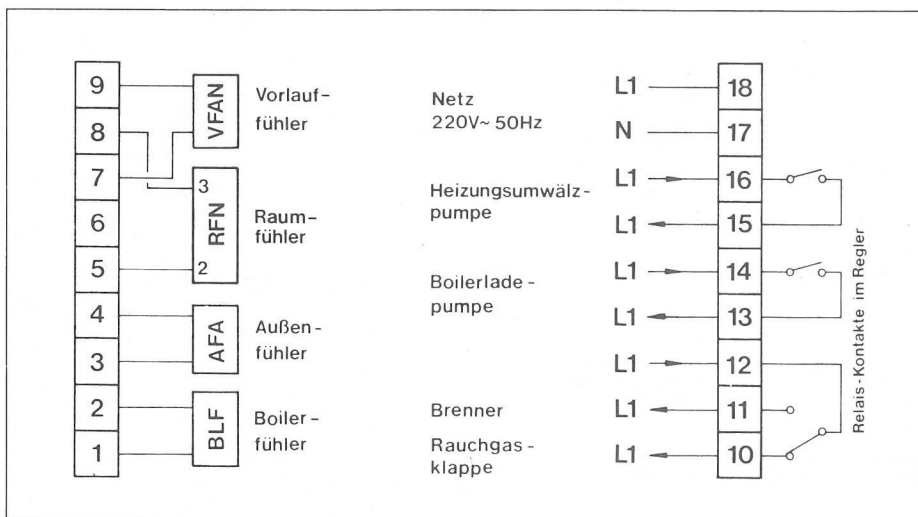 9
8
7
6
5
4
3
2
1
VFAN
Vorlauf-
fühler
3
RFN
2
Raum-
fühler
AFA
Außen-
fühler
BLF
Boiler-
fühler
Netz
220V~ 50Hz
Heizungsumwälz-
pumpe
Boilerlade-
pumpe
Brenner
Rauchgas-
klappe
L1
N
L1
L1
L1
L1
L1
L1
L1
18
17
16
15
14
13
12
11
10
Relais-Kontakte im Regler